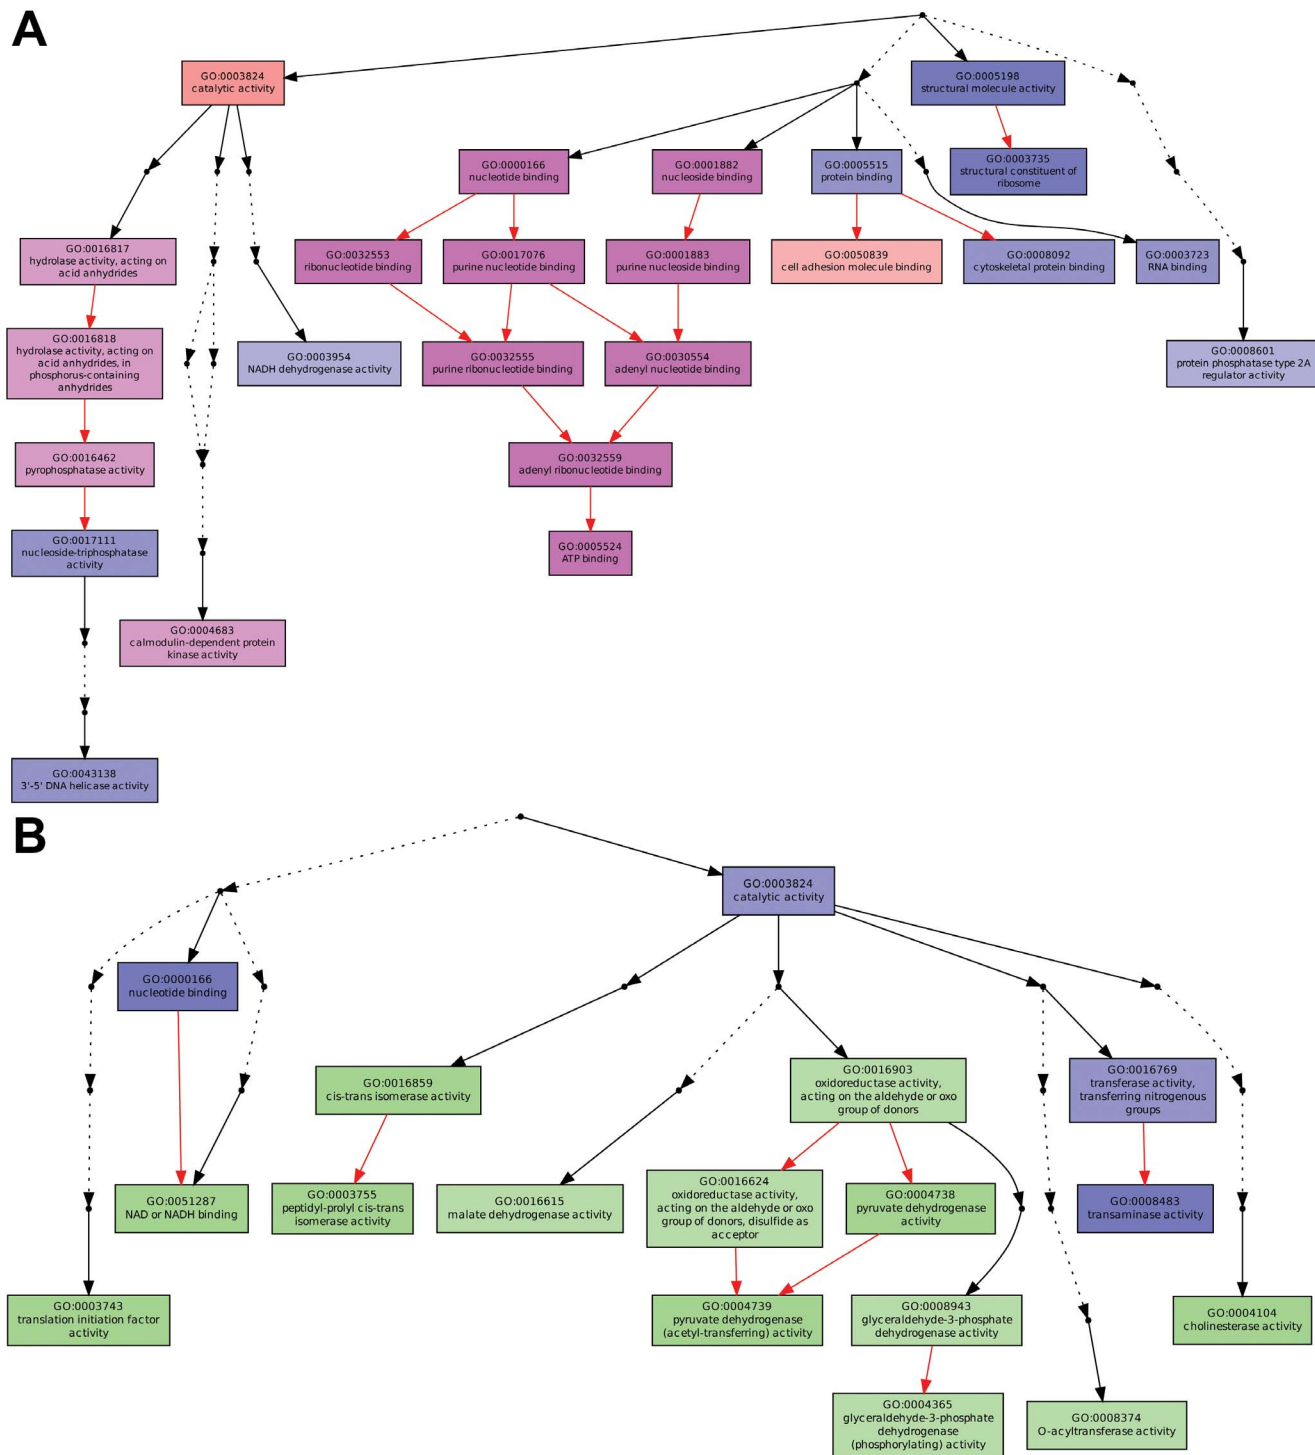 A
GO:0003824
catalytic activity
GO:0005198
structural molecule activity
GO:0000166
nucleotide binding
GO:0001882
nucleoside binding
GO:0005515
protein binding
GO:0003735
structural constituent of
ribosome
GO:0016817
hydrolase activity, acting on
acid anhydrides
GO:0032553
ribonucleotide binding
GO:0017076
purine nucleotide binding
GO:0001883
purine nucleoside binding
GO:0050839
cell adhesion molecule binding
GO:0008092
cytoskeletal protein binding
GO:0003723
RNA binding
GO:0016818
hydrolase activity, acting on
acid anhydrides, in
phosphorus-containing
anhydrides
GO:0003954
NADH dehydrogenase activity
GO:0032555
purine ribonucleotide binding
GO:0030554
adenyl nucleotide binding
GO:0008601
protein phosphatase type 2A
regulator activity
GO:0016462
pyrophosphatase activity
GO:0032559
adenyl ribonucleotide binding
GO:0017111
nucleoside-triphosphatase
activity
GO:0005524
ATP binding
GO:0004683
calmodulin-dependent protein
kinase activity
GO:0043138
3'-5' DNA helicase activity
B
GO:0003824
catalytic activity
GO:0000166
nucleotide binding
GO:0016859
cis-trans isomerase activity
GO:0016903
oxidoreductase activity,
acting on the aldehyde or oxo
group of donors
GO:0016769
transferase activity,
transferring nitrogenous
groups
GO:0051287
NAD or NADH binding
GO:0003755
peptidyl-prolyl cis-trans
isomerase activity
GO:0016615
malate dehydrogenase activity
GO:0016624
oxidoreductase activity,
acting on the aldehyde or oxo
group of donors, disulfide as
acceptor
GO:0004738
pyruvate dehydrogenase
activity
GO:0008483
transaminase activity
GO:0003743
translation initiation factor
activity
GO:0004739
pyruvate dehydrogenase
(acetyl-transferring) activity
GO:0008943
glyceraldehyde-3-phosphate
dehydrogenase activity
GO:0004104
cholinesterase activity
GO:0004365
glyceraldehyde-3-phosphate
dehydrogenase
(phosphorylating) activity
GO:0008374
O-acyltransferase activity